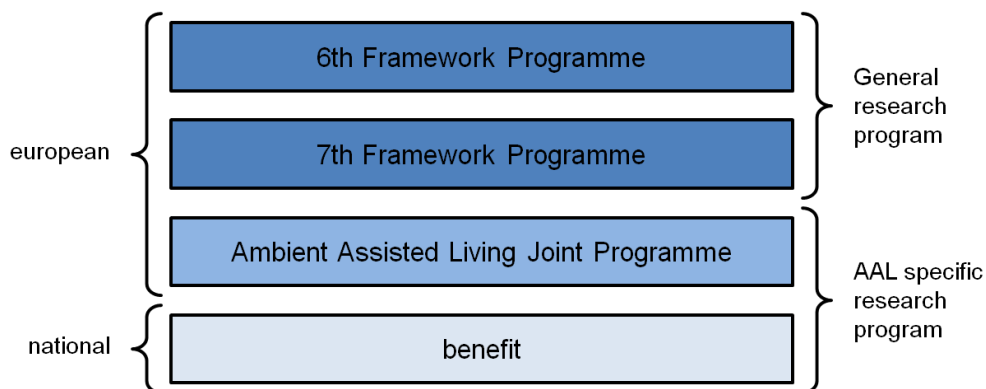 6th Framework Programme
General
research
program
european
7th Framework Programme
Ambient Assisted Living Joint Programme
AAL specific
research
program
national
benefit